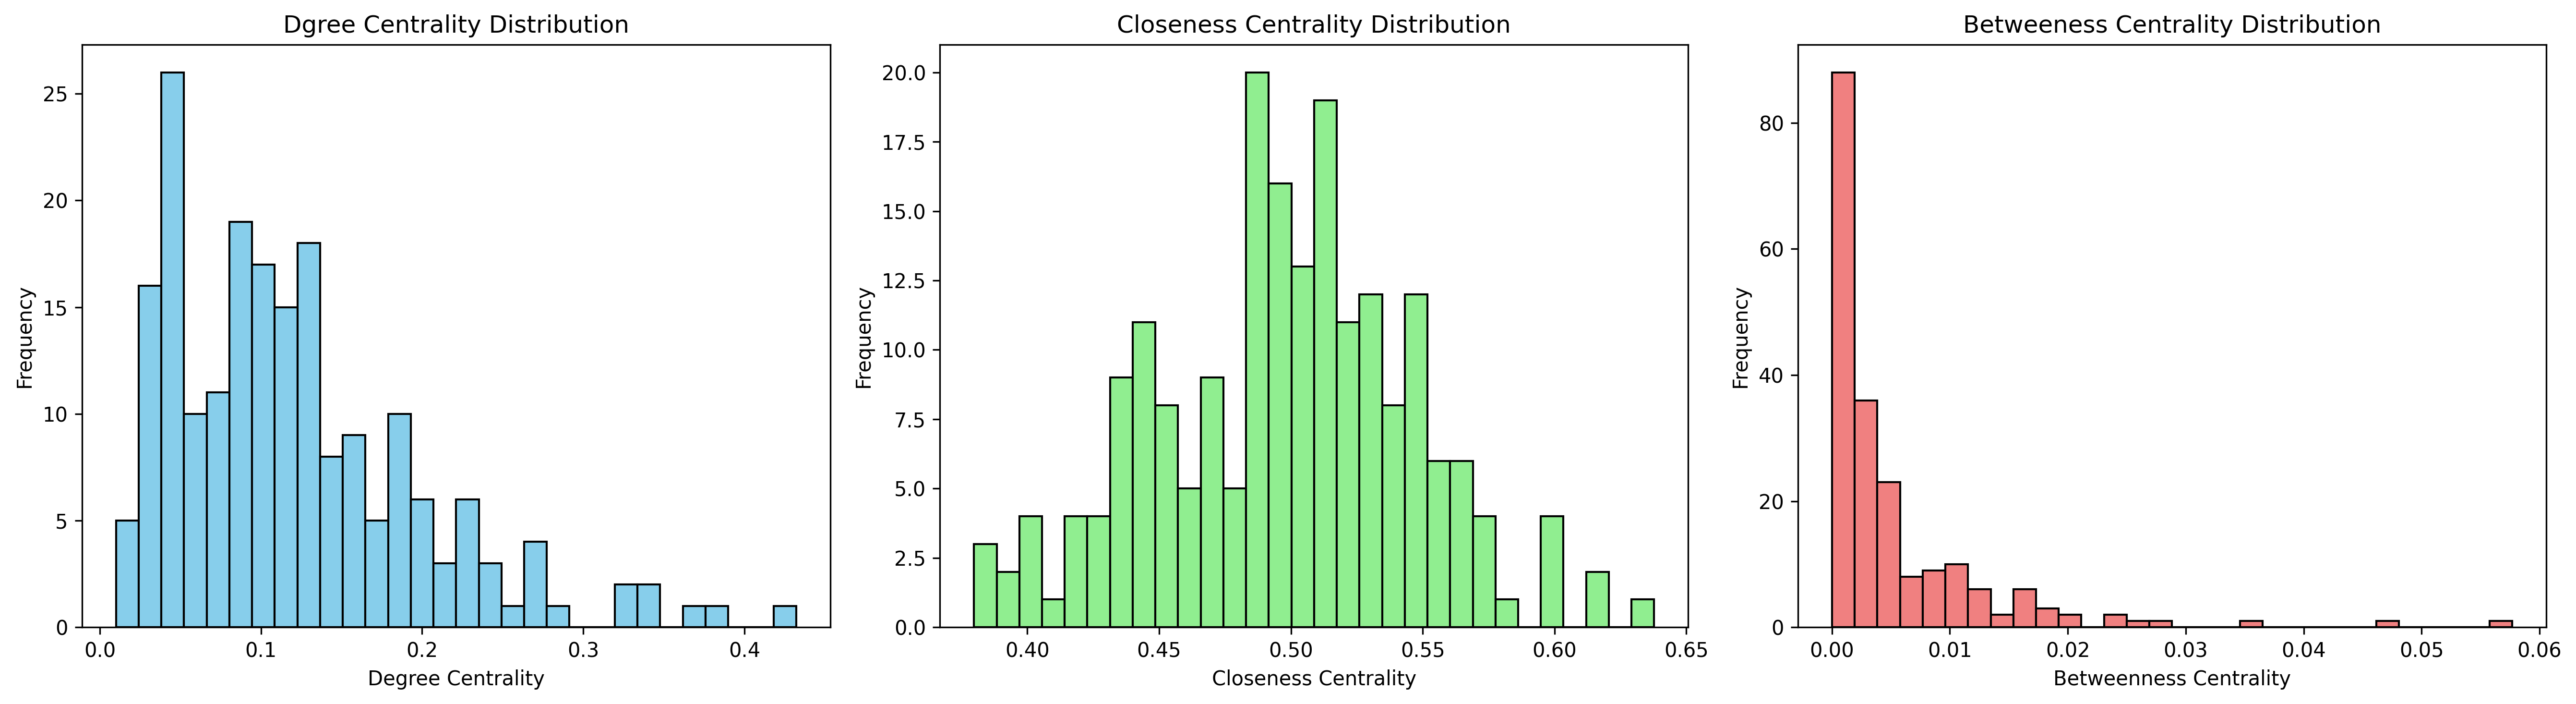 Dgree Centrality Distribution
Frequency
25
20
15
10
5
0
0.0 0.1 0.2 0.3 0.4
Degree Centrality
Closeness Centrality Distribution
Frequency
20.0
17.5
15.0
12.5
10.0
7.5
5.0
2.5
0.0
0.40 0.45 0.50 0.55 0.60 0.65
Closeness Centrality
Betweeness Centrality Distribution
Frequency
80
60
40
20
0
0.00 0.01 0.02 0.03 0.04 0.05 0.06
Betweenness Centrality